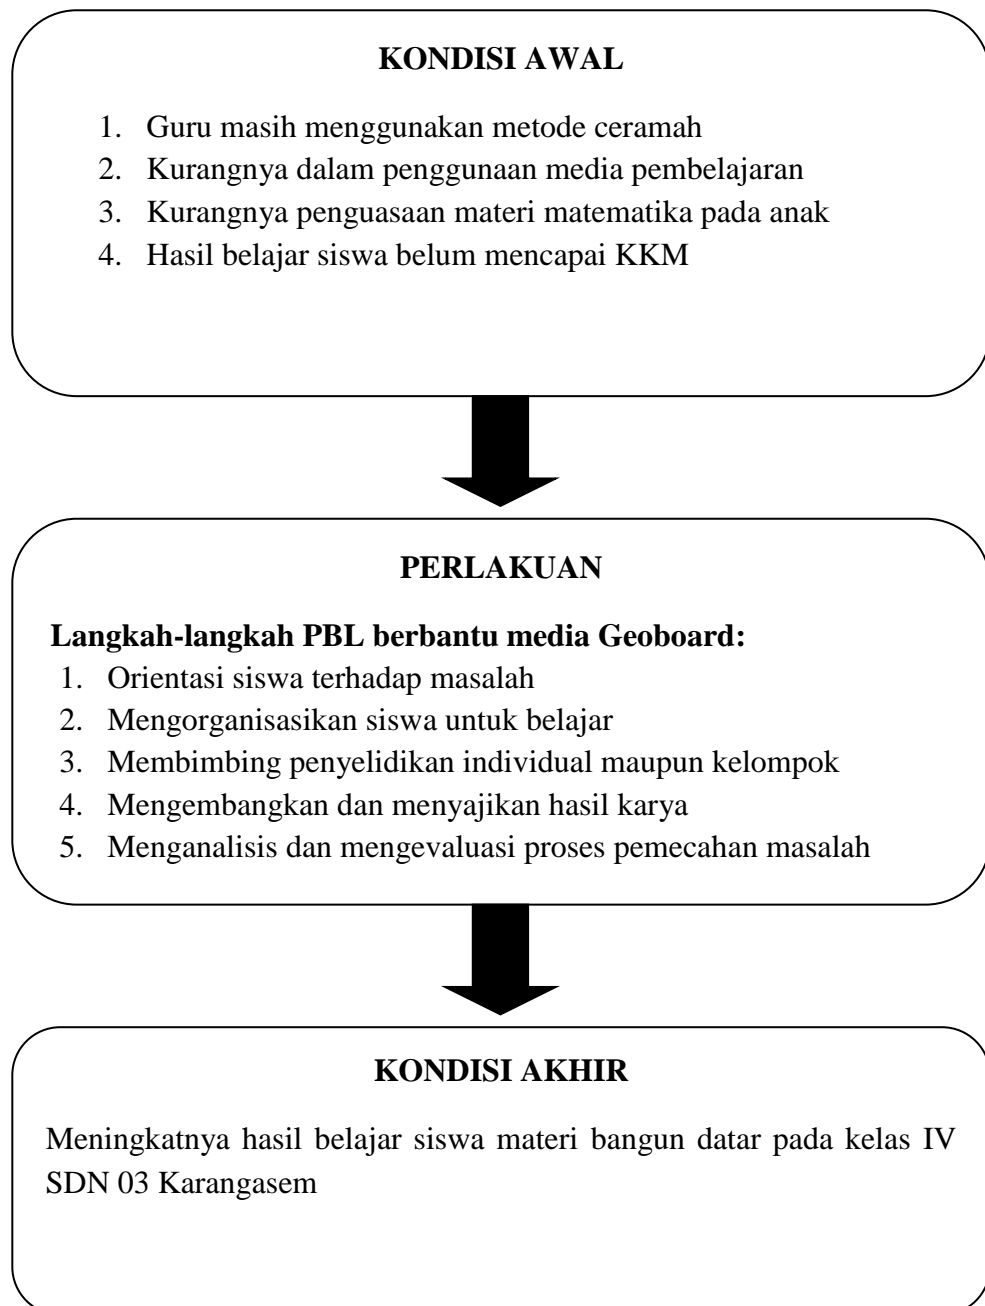 KONDISI AWAL
1. Guru masih menggunakan metode ceramah
2. Kurangnya dalam penggunaan media pembelajaran
3. Kurangnya penguasaan materi matematika pada anak
4. Hasil belajar siswa belum mencapai KKM
PERLAKUAN
Langkah-langkah PBL berbantu media Geoboard:
1. Orientasi siswa terhadap masalah
2. Mengorganisasikan siswa untuk belajar
3. Membimbing penyelidikan individual maupun kelompok
4. Mengembangkan dan menyajikan hasil karya
5. Menganalisis dan mengevaluasi proses pemecahan masalah
KONDISI AKHIR
Meningkatnya hasil belajar siswa materi bangun datar pada kelas IV
SDN 03 Karangasem